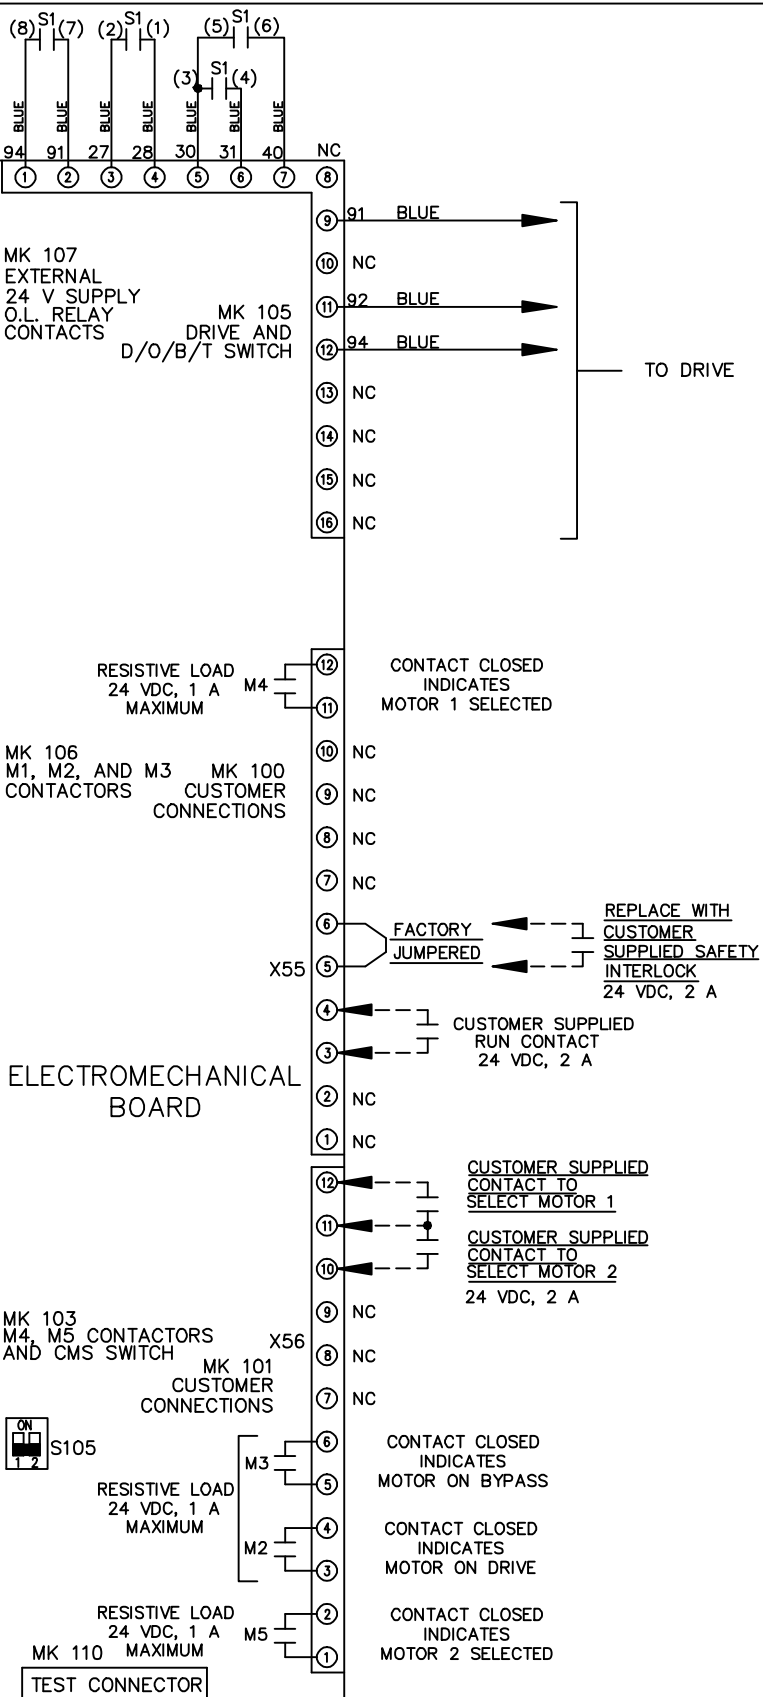 S1 S1 S1
(8) (7) (2) (1) (5) (6)
S1
(3) (4)
BLUE BLUE BLUE BLUE BLUE BLUE BLUE
94 91 27 28 30 31 40 NC
1 2 3 4 5 6 7 8
9 91 BLUE
MK 107
EXTERNAL
24 V SUPPLY
O.L. RELAY
CONTACTS
10 NC
MK 105
DRIVE AND
D/O/B/T SWITCH
11 92 BLUE
12 94 BLUE
TO DRIVE
13 NC
14 NC
15 NC
16 NC
RESISTIVE LOAD
24 VDC, 1 A
MAXIMUM
M4
12
11
CONTACT CLOSED
INDICATES
MOTOR 1 SELECTED
MK 106
M1, M2, AND M3
CONTACTORS
MK 100
CUSTOMER
CONNECTIONS
10 NC
9 NC
8 NC
7 NC
6
X55 5
FACTORY
JUMPERED
REPLACE WITH
CUSTOMER
SUPPLIED SAFETY
INTERLOCK
24 VDC, 2 A
4
3
CUSTOMER SUPPLIED
RUN CONTACT
24 VDC, 2 A
ELECTROMECHANICAL
BOARD
2 NC
1 NC
12
11
10
CUSTOMER SUPPLIED
CONTACT TO
SELECT MOTOR 1
CUSTOMER SUPPLIED
CONTACT TO
SELECT MOTOR 2
24 VDC, 2 A
MK 103
M4, M5 CONTACTORS
AND CMS SWITCH
9 NC
X56
8 NC
MK 101
CUSTOMER
CONNECTIONS
7 NC
ON
1 2
S105
RESISTIVE LOAD
24 VDC, 1 A
MAXIMUM
M3
6
5
CONTACT CLOSED
INDICATES
MOTOR ON BYPASS
M2
4
3
CONTACT CLOSED
INDICATES
MOTOR ON DRIVE
RESISTIVE LOAD
24 VDC, 1 A
MAXIMUM
M5
2
1
CONTACT CLOSED
INDICATES
MOTOR 2 SELECTED
MK 110
TEST CONNECTOR